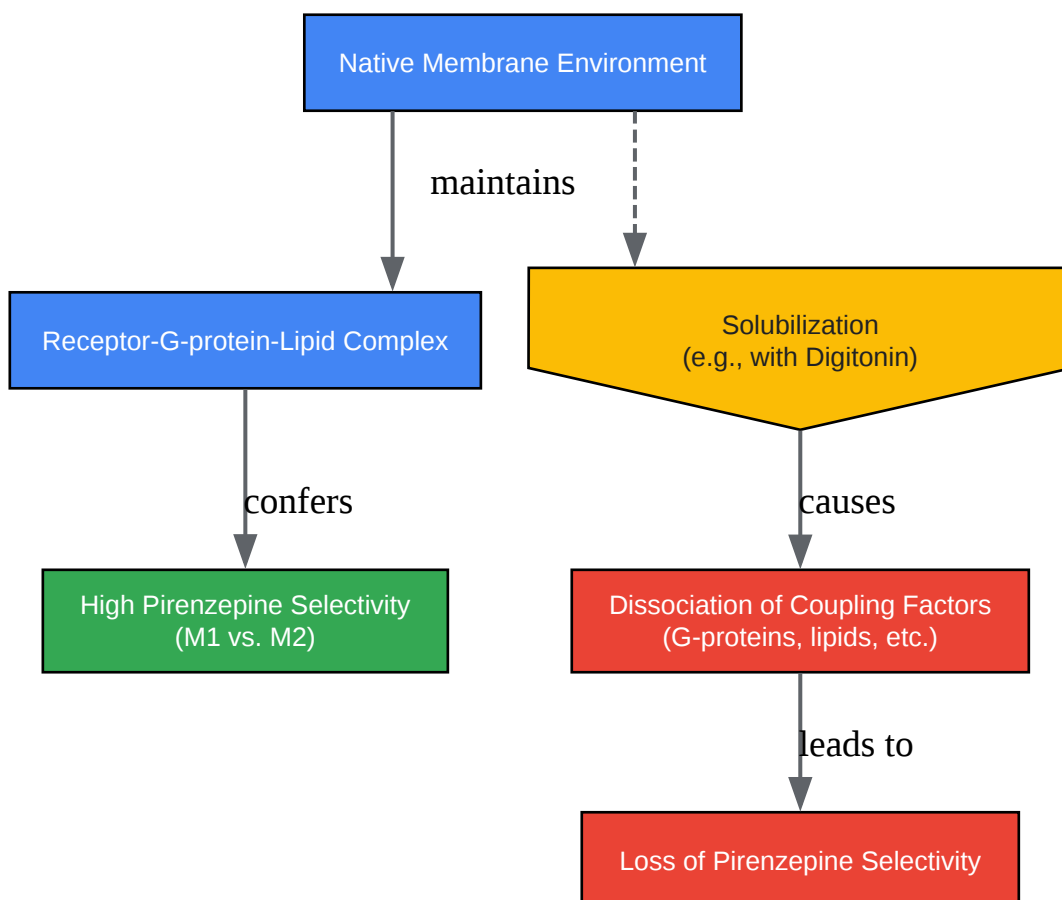 Native Membrane Environment
maintains
Receptor-G-protein-Lipid Complex
Solubilization
(e.g., with Digitonin)
confers
causes
High Pirenzepine Selectivity
(M1 vs. M2)
Dissociation of Coupling Factors
(G-proteins, lipids, etc.)
leads to
Loss of Pirenzepine Selectivity